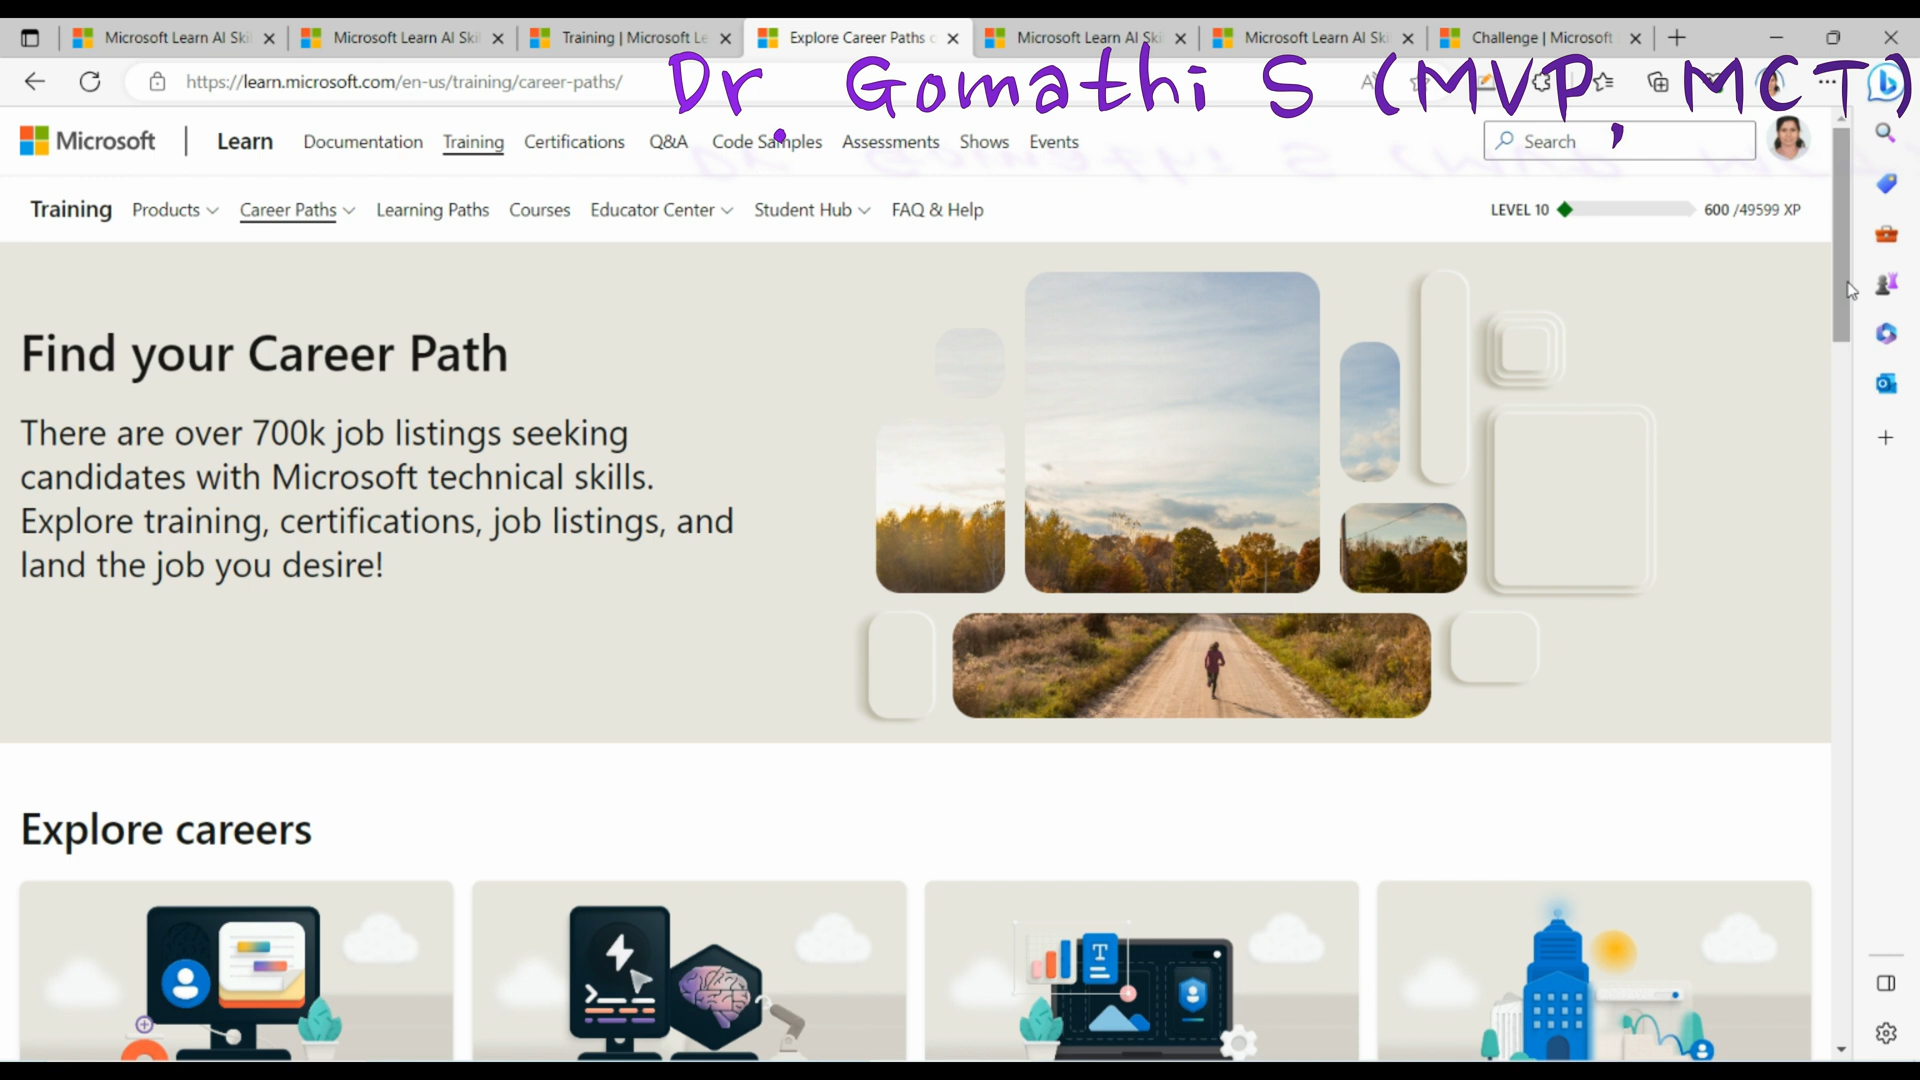 Microsoft Learn AI Ski
Microsoft Learn AI Skil
Training | Microsoft Le
Explore Career Paths o
Microsoft Learn AI Ski
Microsoft Learn AI Ski
Challenge | Microsoft
https://learn.microsoft.com/en-us/training/career-paths/
Dr. Gomathi S (MVP, MCT)
Microsoft | Learn Documentation Training Certifications Q&A Code Samples Assessments Shows Events Search
Training Products Career Paths Learning Paths Courses Educator Center Student Hub FAQ & Help LEVEL 10 600 /49599 XP
Find your Career Path
There are over 700k job listings seeking
candidates with Microsoft technical skills.
Explore training, certifications, job listings, and
land the job you desire!
Explore careers
T